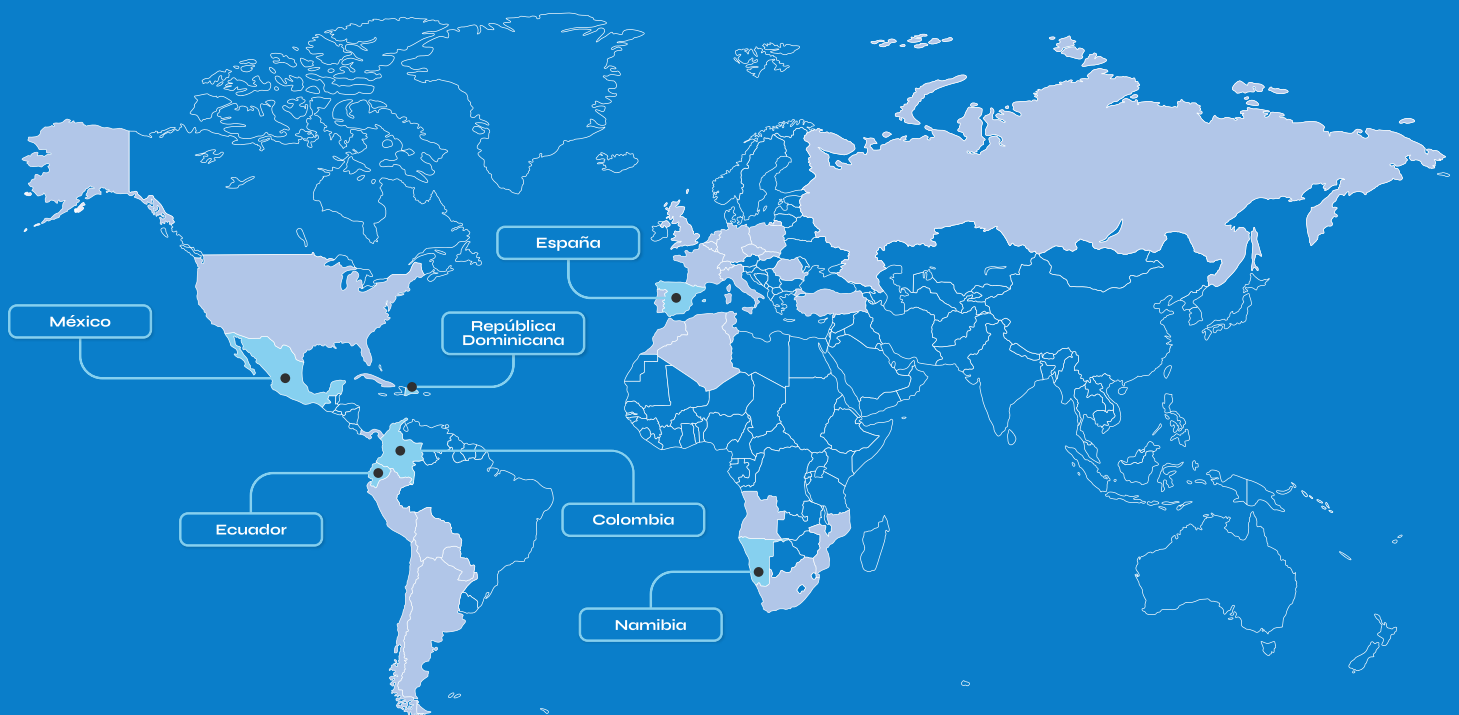 España
México
República
Dominicana
Ecuador
Colombia
Namibia